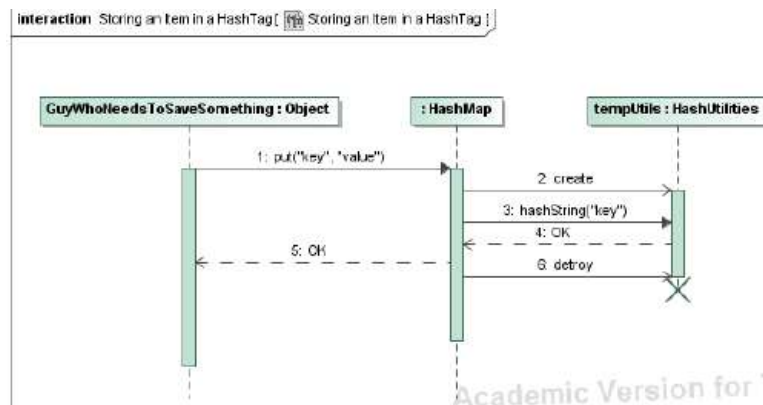 interaction Storing an Item in a HashTag [ Storing an Item in a HashTag ]
GuyWhoNeedsToSaveSomething : Object
: HashMap
tempUtils : HashUtilities
1: put("key", "value")
2: create
3: hashString("key")
4: OK
5: OK
6: detroy
Academic Version for